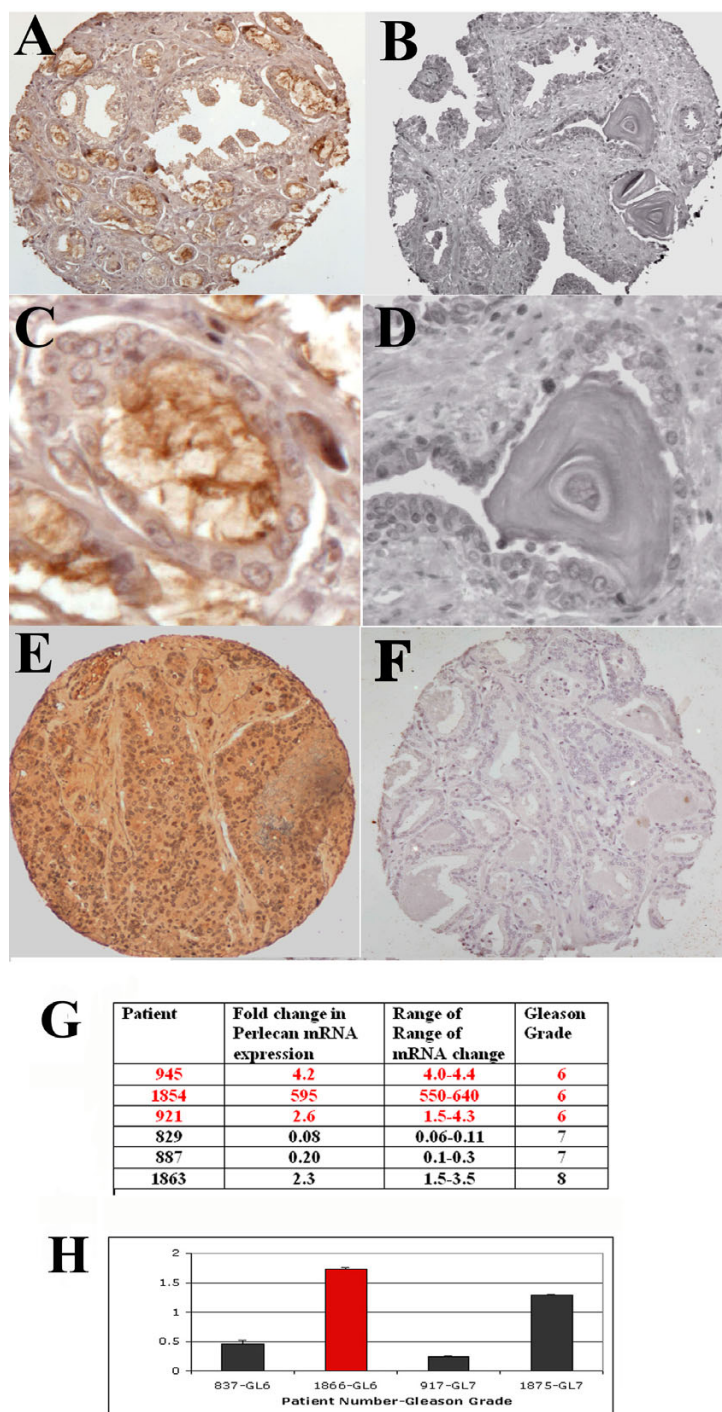 A
B
C
D
E
F
G
Patient
Fold change in
Perlecan mRNA
expression
Range of
Range of
mRNA change
Gleason
Grade
945 4.2 4.0-4.4 6
1854 595 550-640 6
921 2.6 1.5-4.3 6
829 0.08 0.06-0.11 7
887 0.20 0.1-0.3 7
1863 2.3 1.5-3.5 8
H
2
1.5
1
0.5
0
837-GL6 1866-GL6 917-GL7 1875-GL7
Patient Number-Gleason Grade